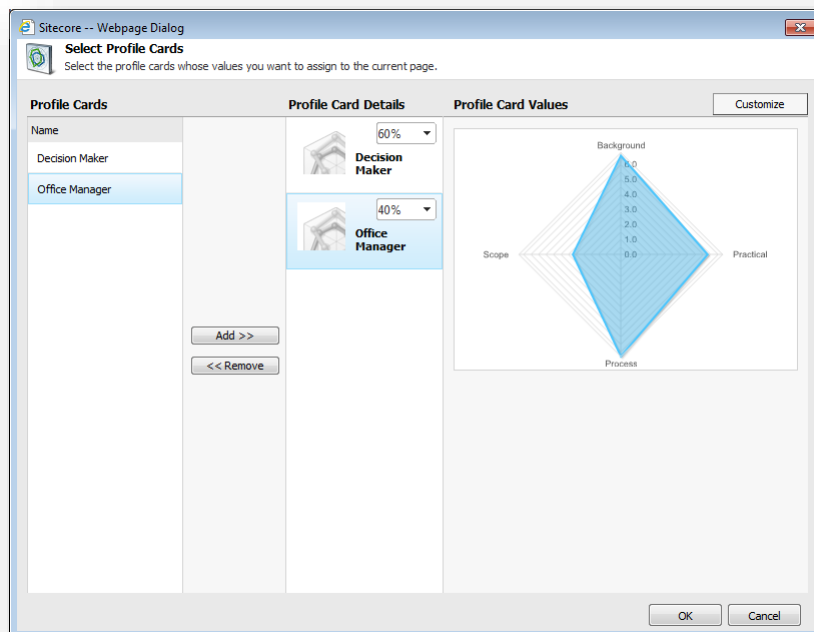 Sitecore -- Webpage Dialog
Select Profile Cards
Select the profile cards whose values you want to assign to the current page.
Profile Cards
Profile Card Details
Profile Card Values
Customize
Name
Decision Maker
Office Manager
Add >>
<< Remove
60%
Decision
Maker
40%
Office
Manager
Background
6.0
5.0
4.0
3.0
2.0
1.0
0.0
Scope
Practical
Process
OK
Cancel